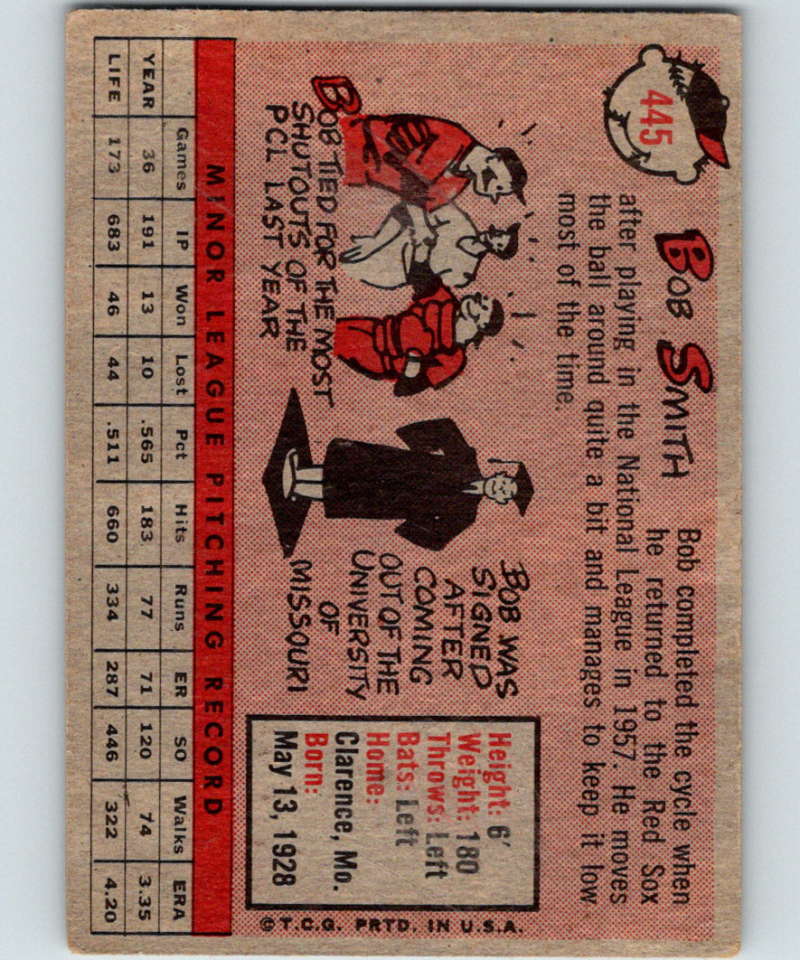 445
BOB SMITH
Bob completed the cycle when
he returned to the Red Sox
after playing in the National League in 1957. He moves
the ball around quite a bit and manages to keep it low
most of the time.
BOB TIED FOR THE MOST
SHUTOUTS OF THE
PCL LAST YEAR
BOB WAS
SIGNED
AFTER
COMING
OUT OF THE
UNIVERSITY
OF
MISSOURI
Height: 6'
Weight: 180
Throws: Left
Bats: Left
Home:
Clarence, Mo.
Born:
May 13, 1928
© T.C.G. PRTD. IN U.S.A.
MINOR LEAGUE PITCHING RECORD
Games IP Won Lost Pct Hits Runs ER SO Walks ERA
YEAR 36 191 13 10 .565 183 77 71 120 74 3.35
LIFE 173 683 46 44 .511 660 334 287 446 322 4.20